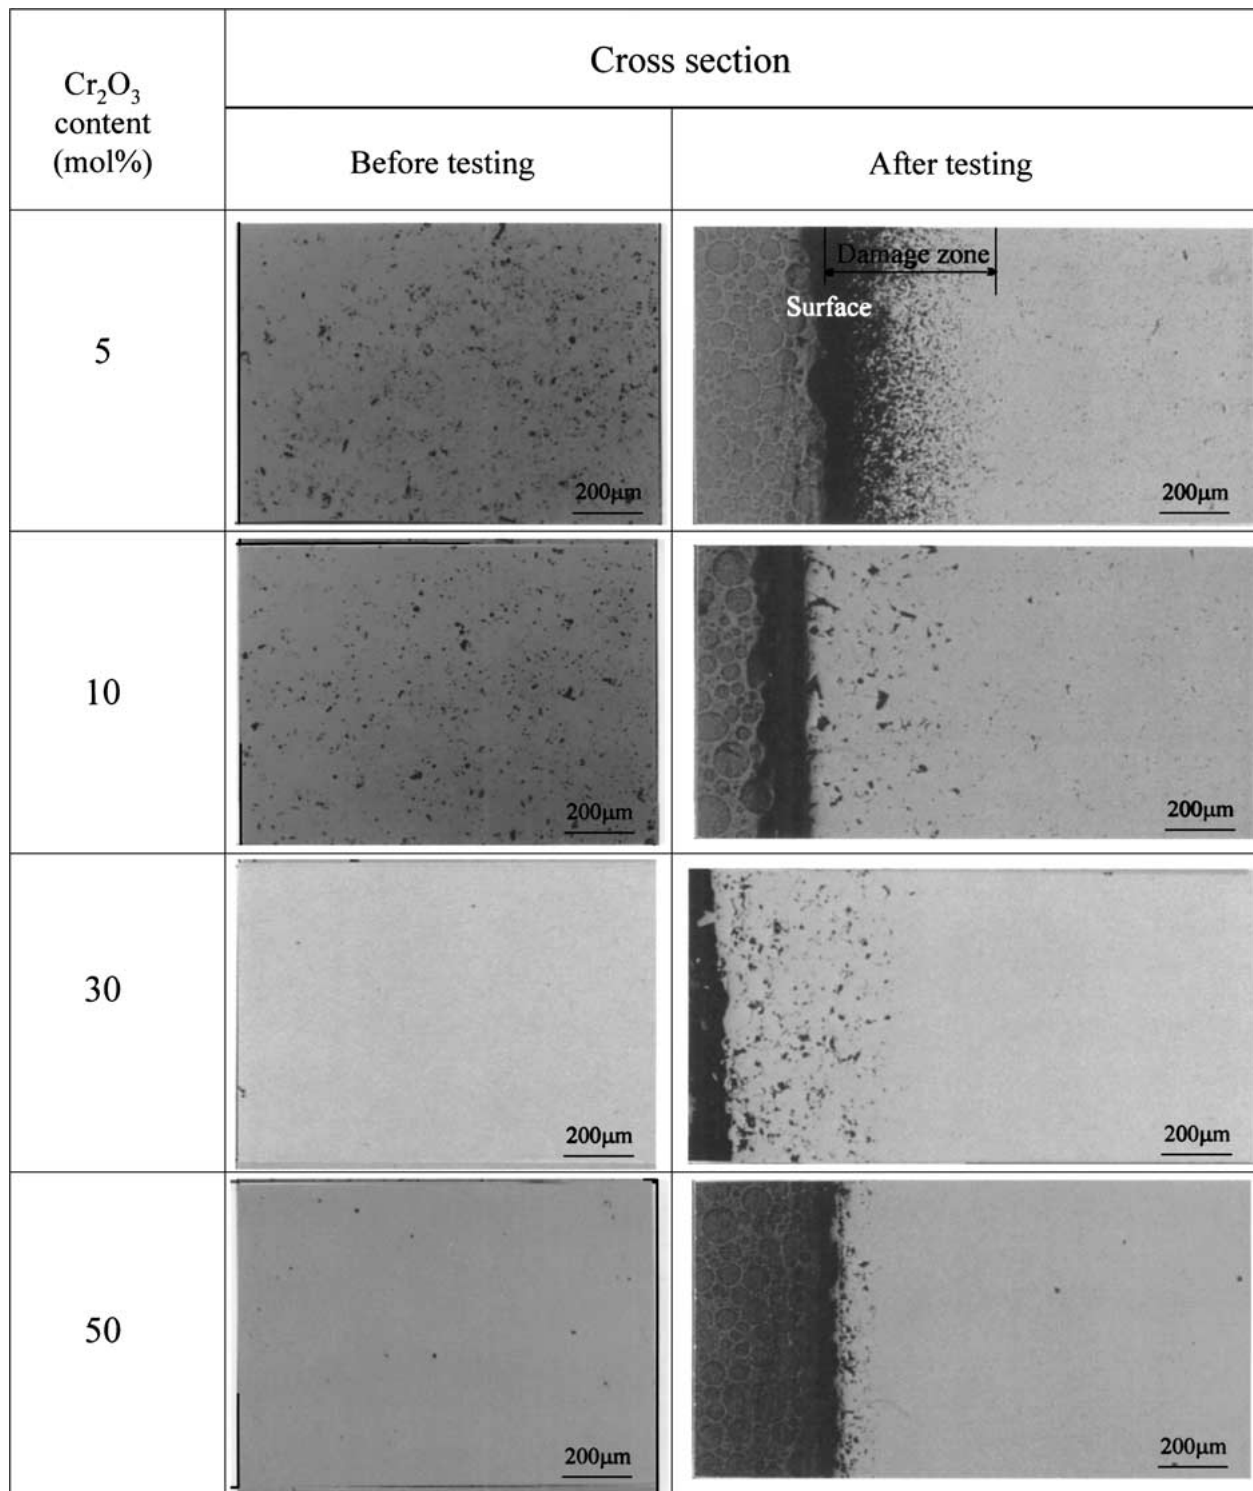 Cr₂O₃
content
(mol%)
Cross section
Before testing
After testing
5
200μm
Damage zone
Surface
200μm
10
200μm
200μm
30
200μm
200μm
50
200μm
200μm